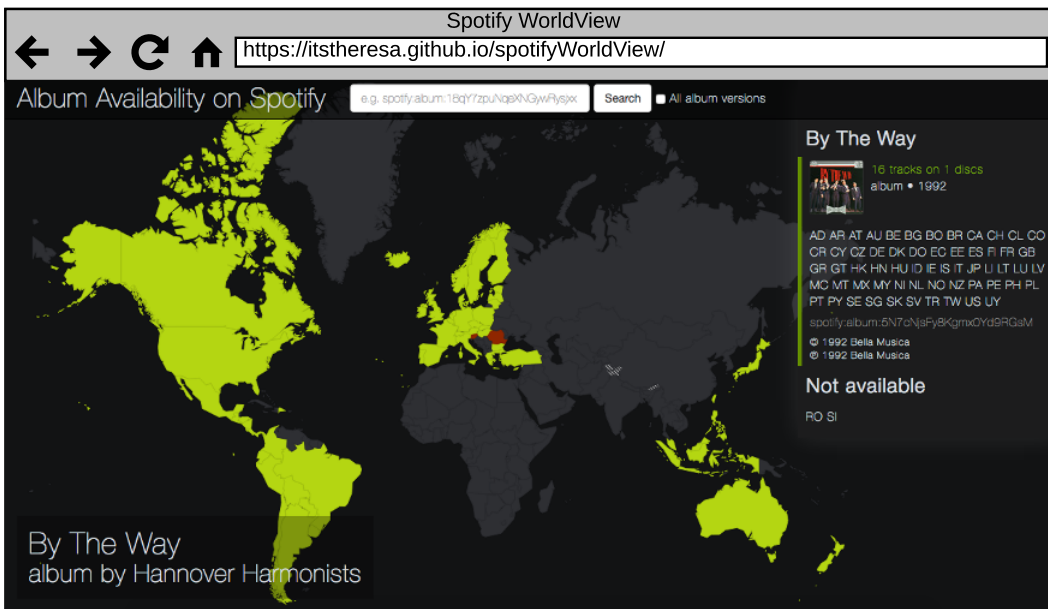 Spotify WorldView
https://itstheresa.github.io/spotifyWorldView/
Album Availability on Spotify
e.g. spotify:album:16qY7zpuNqeXNGywRysjxx
Search
All album versions
By The Way
16 tracks on 1 discs
album • 1992
AD AR AT AU BE BG BO BR CA CH CL CO
CR CY CZ DE DK DO EC EE ES FI FR GB
GR GT HK HN HU ID IE IS IT JP LI LT LU LV
MC MT MX MY NI NL NO NZ PA PE PH PL
PT PY SE SG SK SV TR TW US UY
spotify:album:5N7cNjsFy8Kgmx0Yd9RGsM
© 1992 Bella Musica
℗ 1992 Bella Musica
Not available
RO SI
By The Way
album by Hannover Harmonists